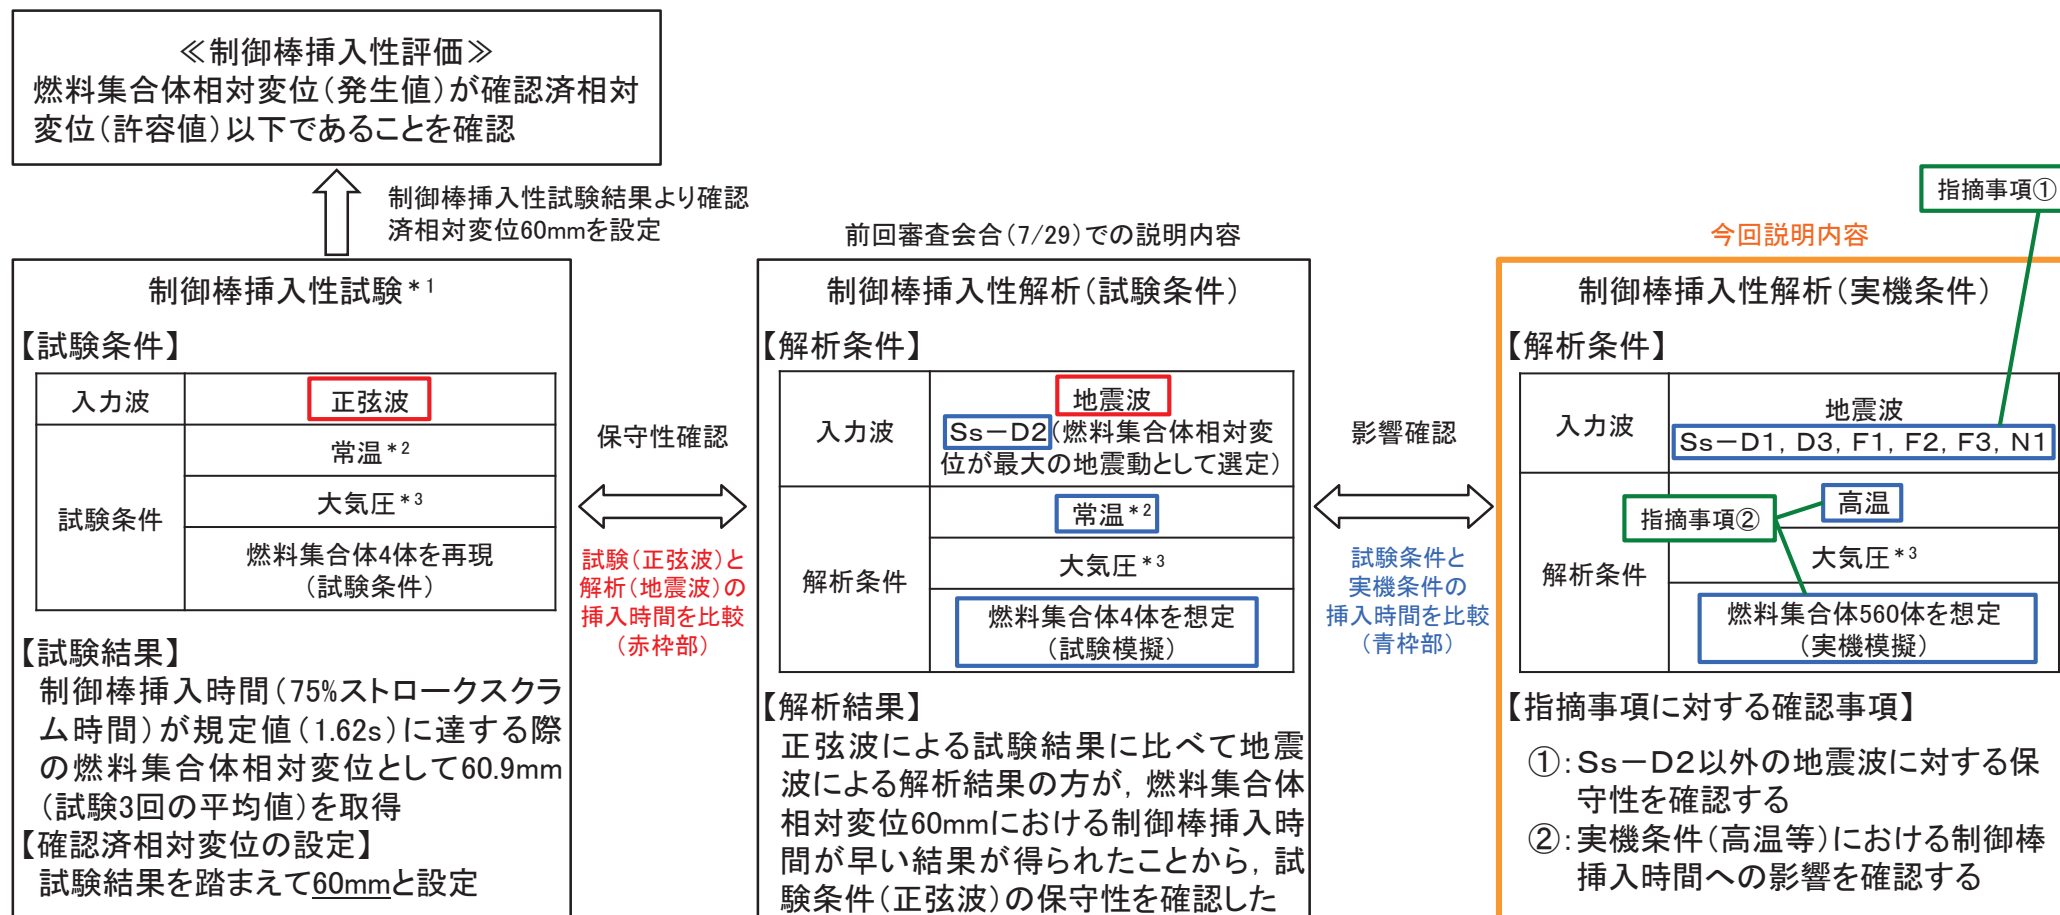 ≪制御棒挿入性評価≫
燃料集合体相対変位（発生値）が確認済相対
変位（許容値）以下であることを確認
制御棒挿入性試験結果より確認
済相対変位60mmを設定
制御棒挿入性試験＊1
【試験条件】
入力波
正弦波
試験条件
常温＊2
大気圧＊3
燃料集合体4体を再現
（試験条件）
【試験結果】
制御棒挿入時間（75%ストロークスクラ
ム時間）が規定値（1.62s）に達する際
の燃料集合体相対変位として60.9mm
（試験3回の平均値）を取得
【確認済相対変位の設定】
試験結果を踏まえて60mmと設定
保守性確認
試験（正弦波）と
解析（地震波）の
挿入時間を比較
（赤枠部）
前回審査会合（7/29）での説明内容
制御棒挿入性解析（試験条件）
【解析条件】
入力波
地震波
Ｓｓ－Ｄ２（燃料集合体相対変
位が最大の地震動として選定）
解析条件
常温＊2
大気圧＊3
燃料集合体4体を想定
（試験模擬）
【解析結果】
正弦波による試験結果に比べて地震
波による解析結果の方が，燃料集合体
相対変位60mmにおける制御棒挿入時
間が早い結果が得られたことから，試
験条件（正弦波）の保守性を確認した
影響確認
試験条件と
実機条件の
挿入時間を比較
（青枠部）
指摘事項①
今回説明内容
制御棒挿入性解析（実機条件）
【解析条件】
入力波
地震波
Ｓｓ－Ｄ１，Ｄ３，Ｆ１，Ｆ２，Ｆ３，Ｎ１
解析条件
指摘事項②
高温
大気圧＊3
燃料集合体560体を想定
（実機模擬）
【指摘事項に対する確認事項】
①：Ｓｓ－Ｄ２以外の地震波に対する保
守性を確認する
②：実機条件（高温等）における制御棒
挿入時間への影響を確認する